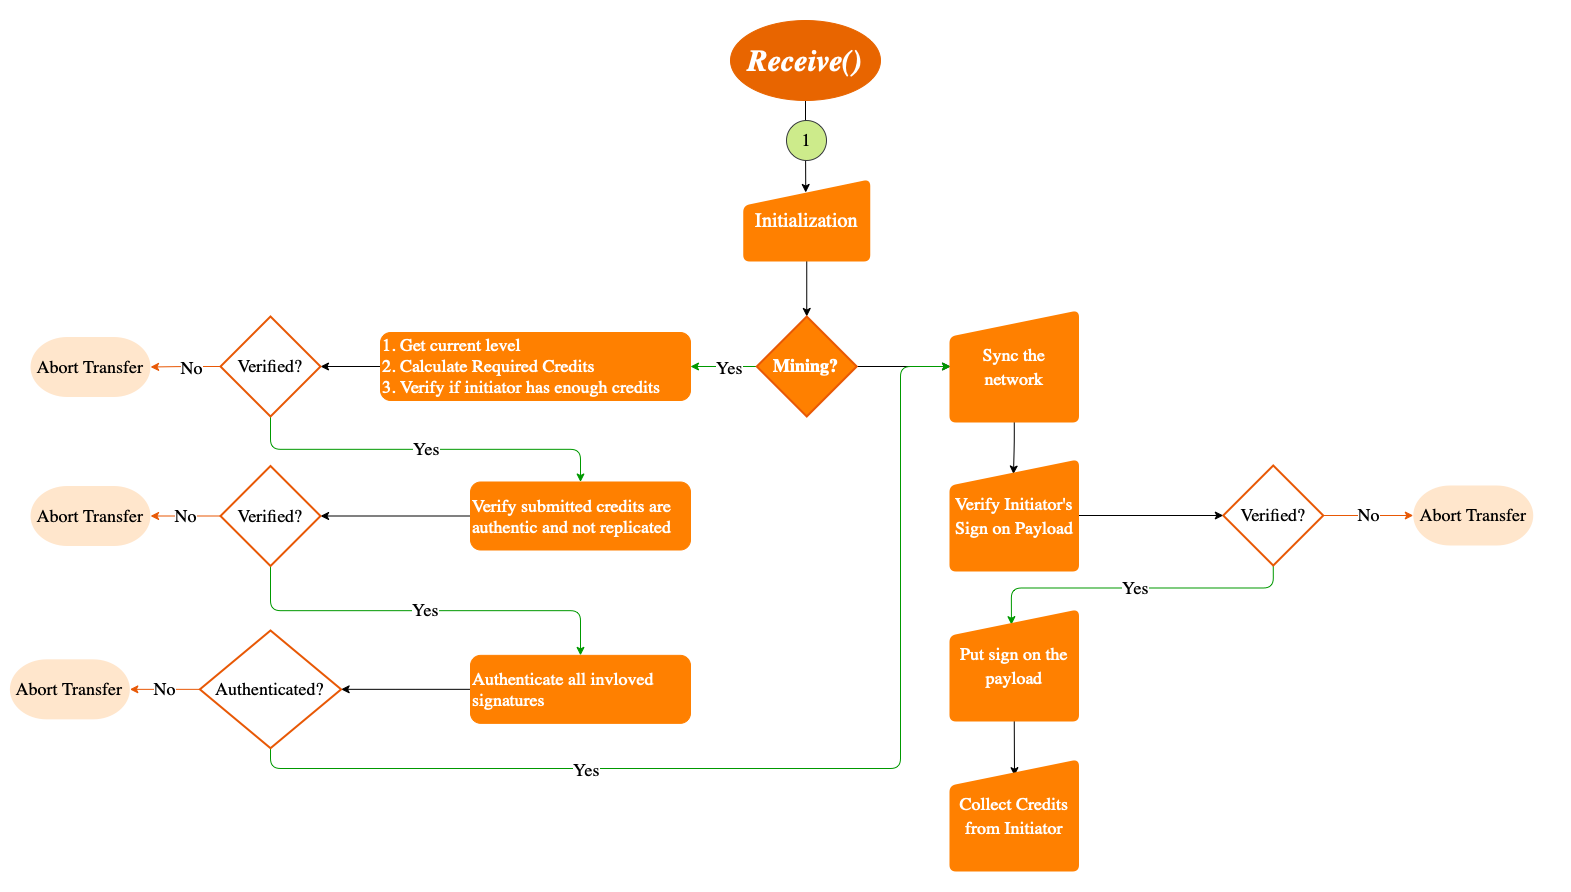 Receive()
1
Initialization
Mining?
Yes
1. Get current level
2. Calculate Required Credits
3. Verify if initiator has enough credits
Verified?
No
Abort Transfer
Yes
Verify submitted credits are
authentic and not replicated
Verified?
No
Abort Transfer
Yes
Authenticate all invloved
signatures
Authenticated?
No
Abort Transfer
Yes
Sync the
network
Verify Initiator's
Sign on Payload
Verified?
No
Abort Transfer
Yes
Put sign on the
payload
Collect Credits
from Initiator